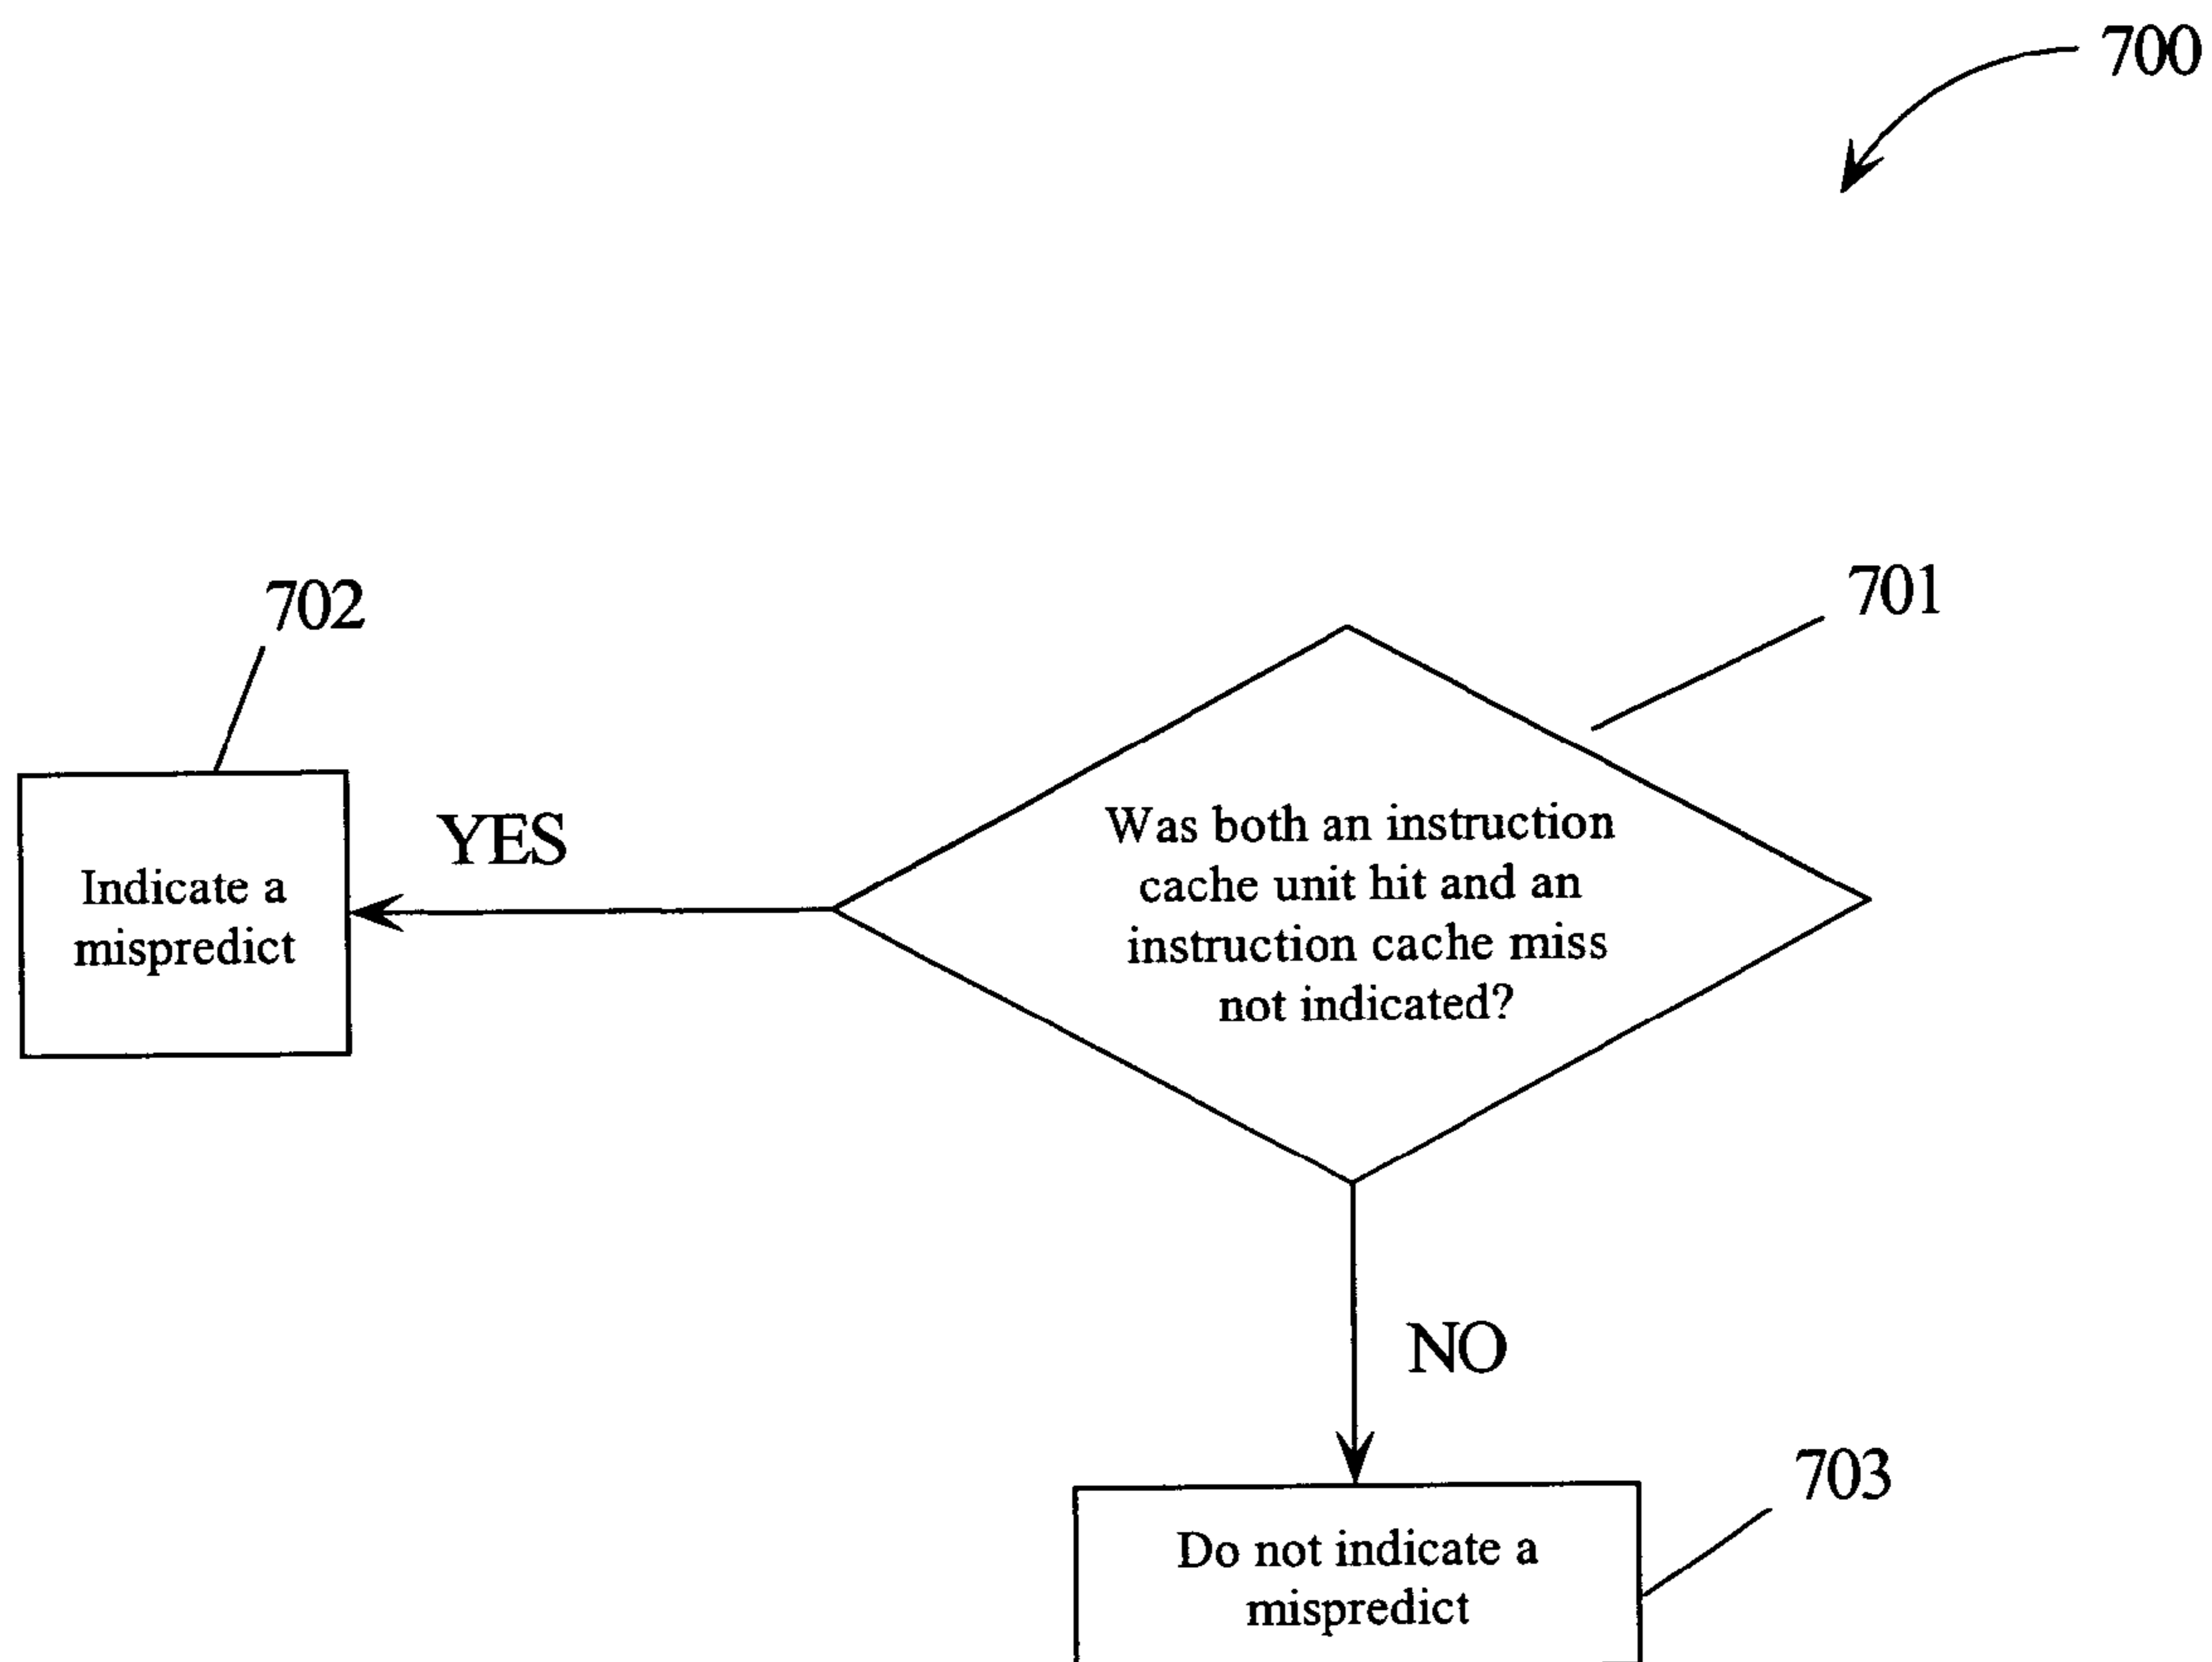 700
702
701
YES
Was both an instruction
cache unit hit and an
instruction cache miss
not indicated?
Indicate a
mispredict
NO
703
Do not indicate a
mispredict